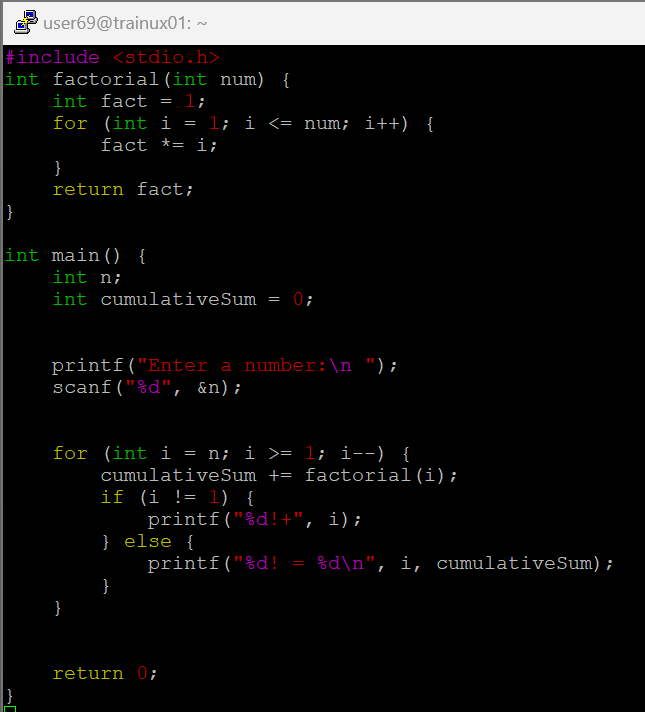 user69@trainux01: ~
#include <stdio.h>
int factorial(int num) {
    int fact = 1;
    for (int i = 1; i <= num; i++) {
        fact *= i;
    }
    return fact;
}

int main() {
    int n;
    int cumulativeSum = 0;


    printf("Enter a number:\n ");
    scanf("%d", &n);


    for (int i = n; i >= 1; i--) {
        cumulativeSum += factorial(i);
        if (i != 1) {
            printf("%d!+", i);
        } else {
            printf("%d! = %d\n", i, cumulativeSum);
        }
    }


    return 0;
}